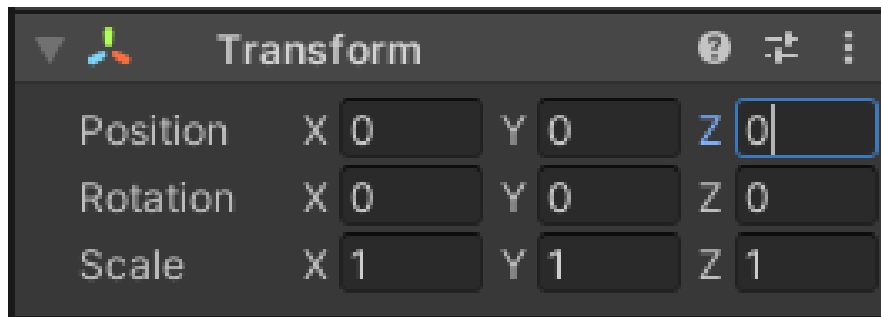 Transform
Position X 0 Y 0 Z 0
Rotation X 0 Y 0 Z 0
Scale X 1 Y 1 Z 1